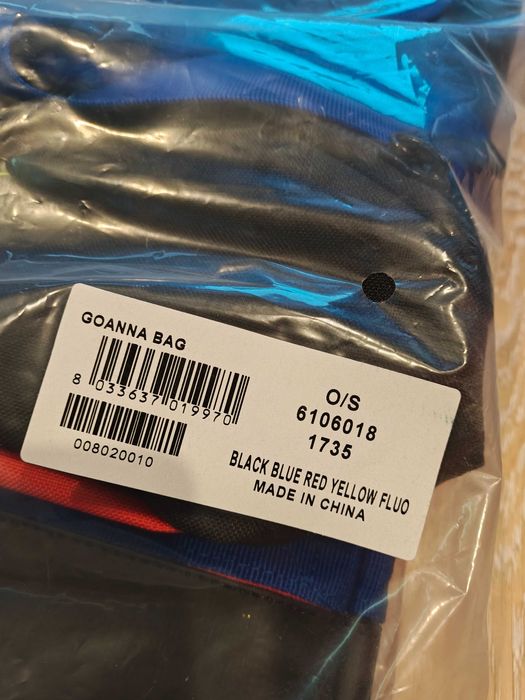 GOANNA BAG
8 033637 019970
008020010
O/S
6106018
1735
BLACK BLUE RED YELLOW FLUO
MADE IN CHINA